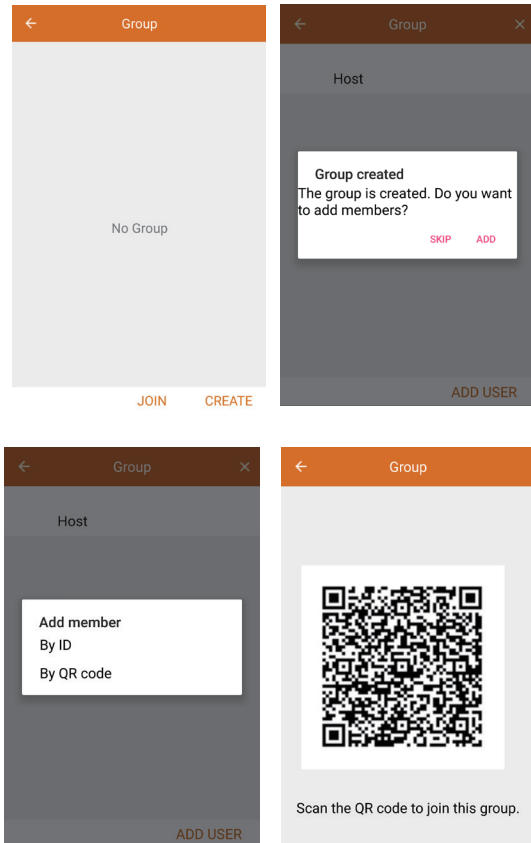 Group
No Group
JOIN CREATE
Group
Host
Group created
The group is created. Do you want
to add members?
SKIP ADD
ADD USER
Group
Host
Add member
By ID
By QR code
ADD USER
Group
Scan the QR code to join this group.